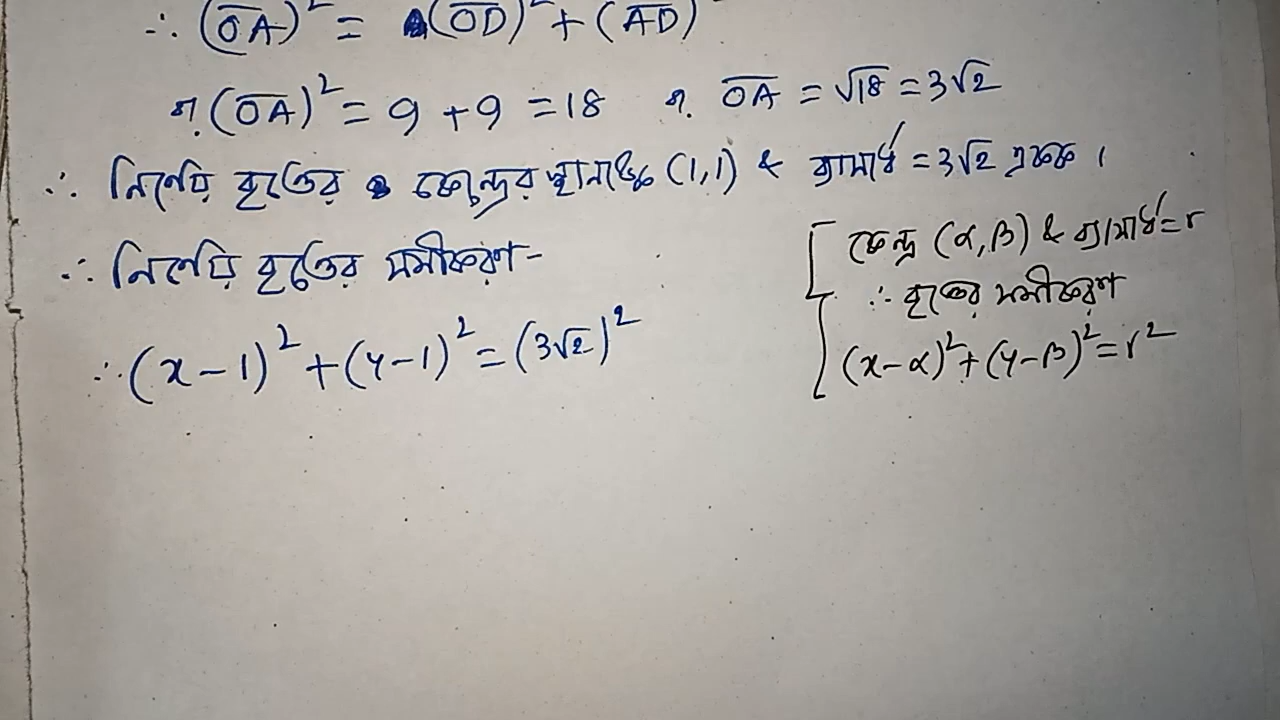 ∴ (OA)² = (OD)² + (AD)
বা, (OA)² = 9 + 9 = 18 বা, OA = √18 = 3√2
∴ নির্ণেয় বৃত্তের কেন্দ্রের স্থানাঙ্ক (1,1) & ব্যাসার্ধ = 3√2 একক ।
∴ নির্ণেয় বৃত্তের সমীকরণ -
∴ (x-1)² + (y-1)² = (3√2)²
[কেন্দ্র (α,β) & ব্যাসার্ধ = r
∴ বৃত্তের সমীকরণ
(x-α)² + (y-β)² = r²